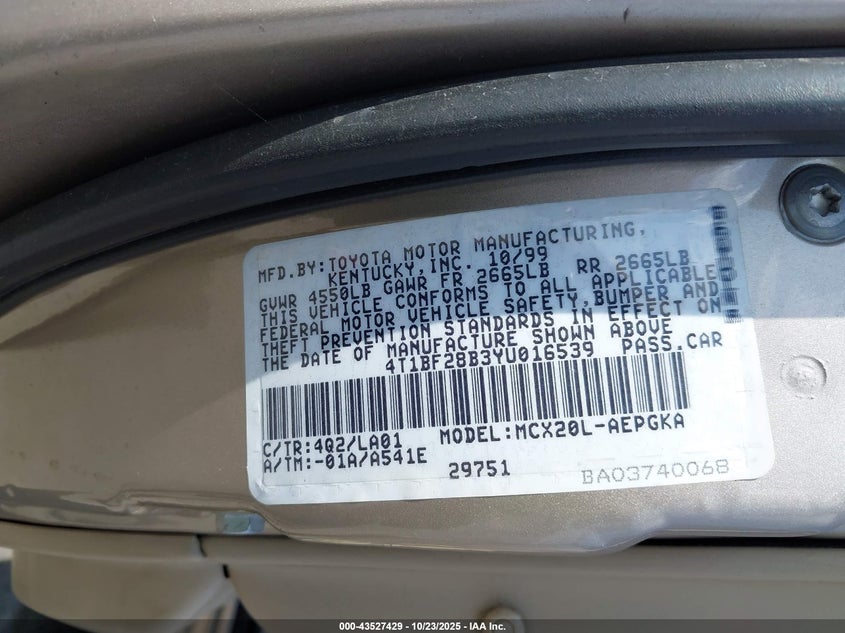 MFD.BY:TOYOTA MOTOR MANUFACTURING,
KENTUCKY,INC. 10/99
GVWR 4550LB GAWR FR 2665LB RR 2665LB
THIS VEHICLE CONFORMS TO ALL APPLICABLE
FEDERAL MOTOR VEHICLE SAFETY,BUMPER AND
THEFT PREVENTION STANDARDS IN EFFECT ON
THE DATE OF MANUFACTURE SHOWN ABOVE
4T1BF28B3YU016539 PASS.CAR
C/TR:4Q2/LA01 MODEL:MCX20L-AEPGKA
A/TM:-01A/A541E
29751
BA03740068
000-43527429 | 10/23/2025 | IAA Inc.